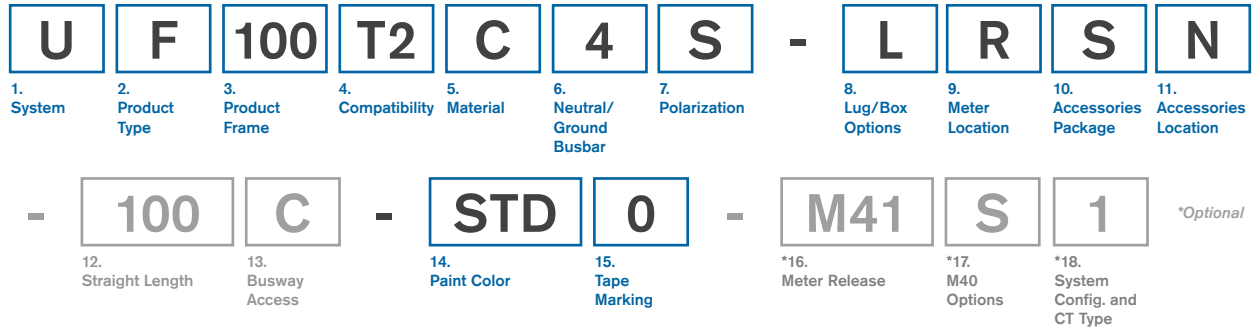 U F 100 T2 C 4 S - L R S N
1. 2. 3. 4. 5. 6. 7. 8. 9. 10. 11.
System Product Product Compatibility Material Neutral/ Polarization Lug/Box Meter Accessories Accessories
Type Frame Ground Options Location Package Location
Busbar
- 100 C - STD 0 - M41 S 1 *Optional
12. 13. 14. 15. *16. *17. *18.
Straight Length Busway Paint Color Tape Meter Release M40 System
Access Marking Options Config. and
CT Type